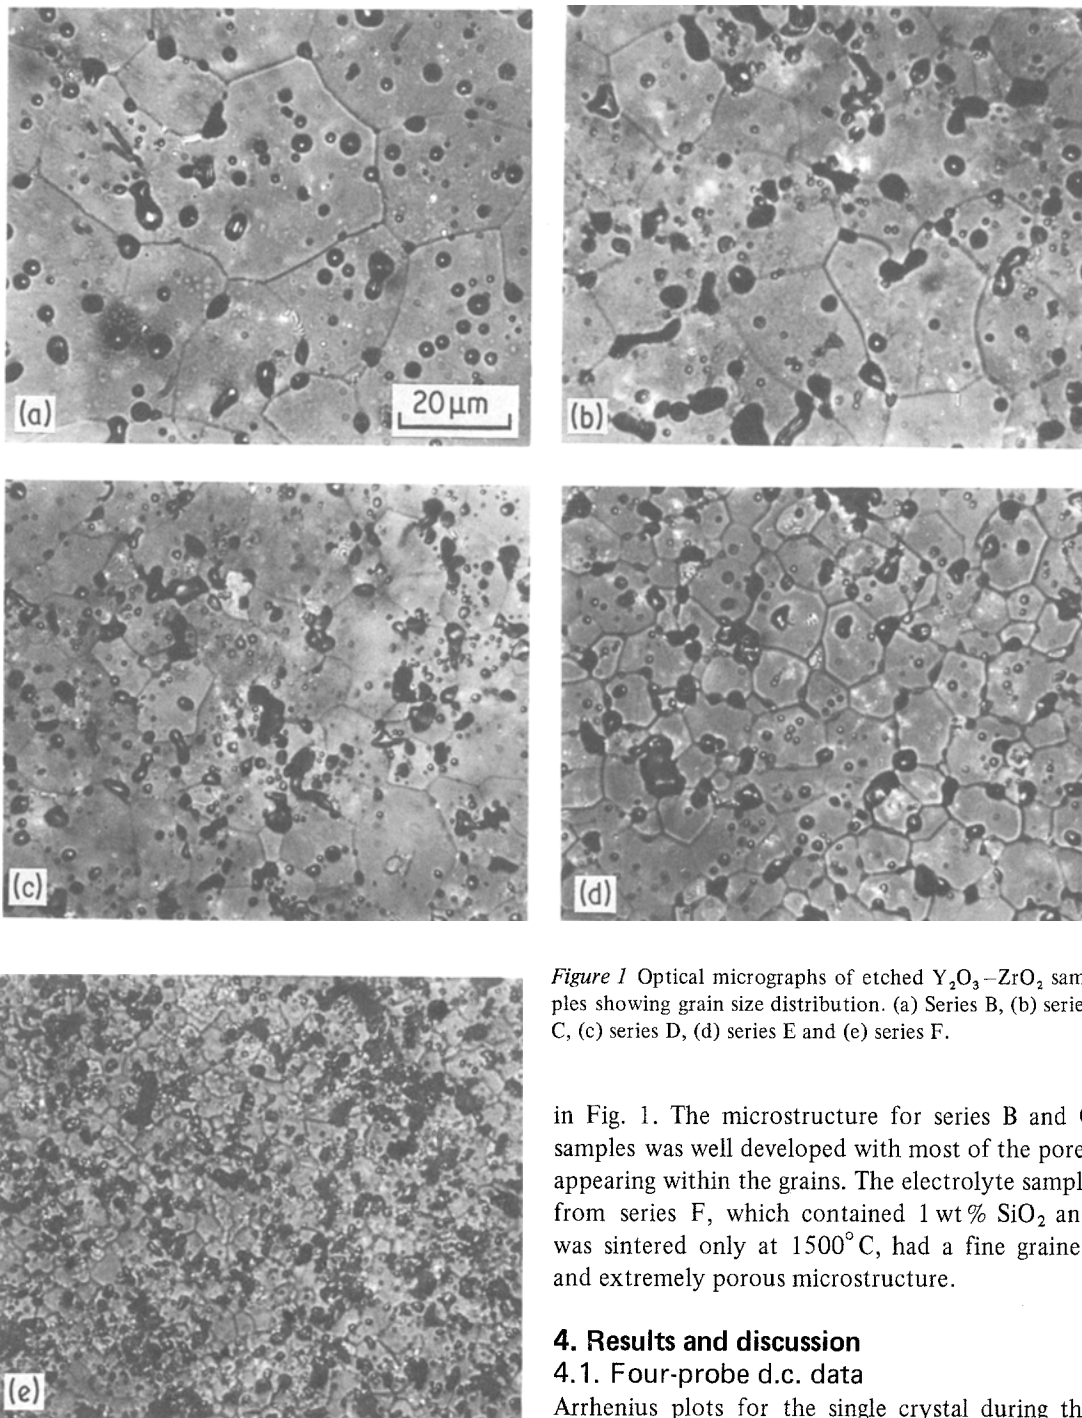 (a)
20 μm
(b)
(c)
(d)
(e)
Figure 1 Optical micrographs of etched Y₂O₃–ZrO₂ sam
ples showing grain size distribution. (a) Series B, (b) serie
C, (c) series D, (d) series E and (e) series F.
in Fig. 1. The microstructure for series B and
samples was well developed with most of the pore
appearing within the grains. The electrolyte sampl
from series F, which contained 1 wt % SiO₂ an
was sintered only at 1500° C, had a fine graine
and extremely porous microstructure.
4. Results and discussion
4.1. Four-probe d.c. data
Arrhenius plots for the single crystal during th